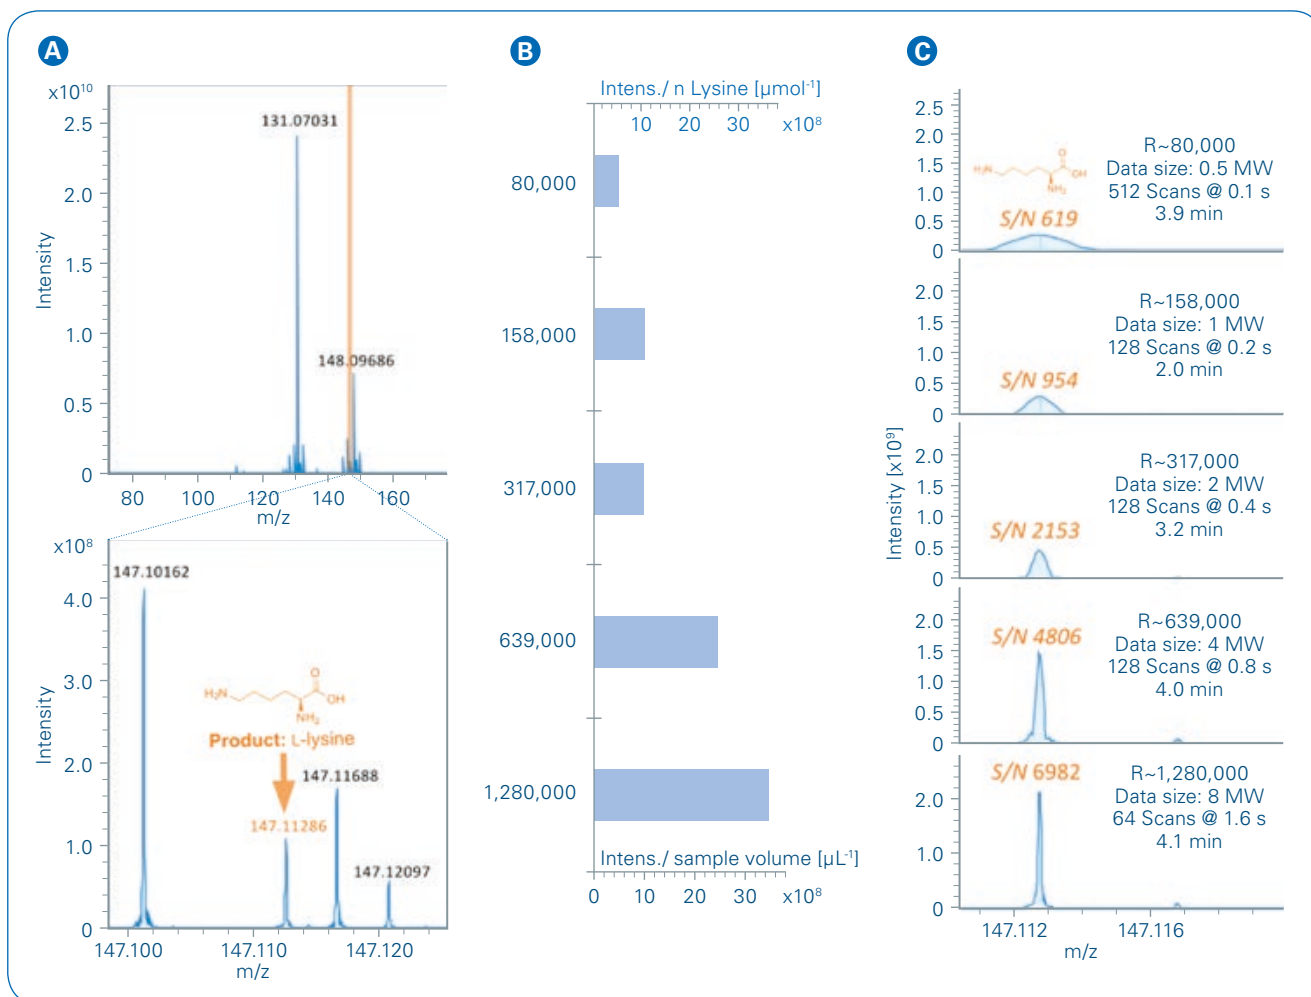 A
x10¹⁰
2.5
2.0
1.5
1.0
0.5
0
Intensity
131.07031
148.09686
80 100 120 140 160
m/z
x10⁸
4.0
3.0
2.0
1.0
0
Intensity
147.10162
H₂N
O
OH
NH₂
Product: L-lysine
147.11688
147.11286
147.12097
147.100 147.110 147.120
m/z
B
Intens./ n Lysine [µmol⁻¹]
10 20 30 x10⁸
80,000
158,000
317,000
639,000
1,280,000
Intens./ sample volume [µL⁻¹]
0 10 20 30 x10⁸
C
Intensity [x10⁹]
2.5
2.0
1.5
1.0
0.5
0
H₂N
O
OH
NH₂
S/N 619
R~80,000
Data size: 0.5 MW
512 Scans @ 0.1 s
3.9 min
2.0
1.5
1.0
0.5
0
S/N 954
R~158,000
Data size: 1 MW
128 Scans @ 0.2 s
2.0 min
2.0
1.5
1.0
0.5
0
S/N 2153
R~317,000
Data size: 2 MW
128 Scans @ 0.4 s
3.2 min
2.0
1.5
1.0
0.5
0
S/N 4806
R~639,000
Data size: 4 MW
128 Scans @ 0.8 s
4.0 min
2.0
1.0
0
S/N 6982
R~1,280,000
Data size: 8 MW
64 Scans @ 1.6 s
4.1 min
147.112 147.116
m/z